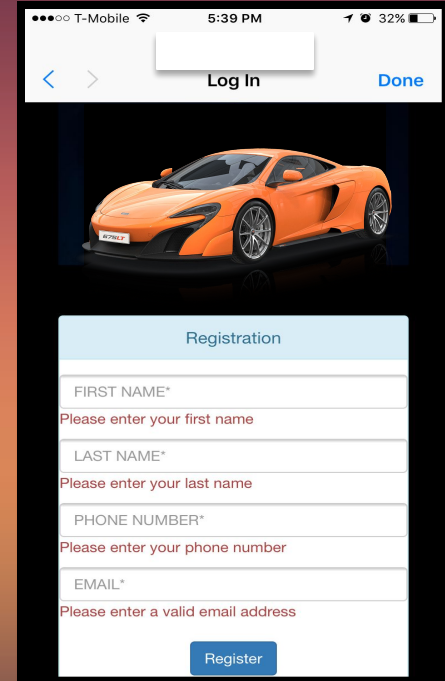 T-Mobile 5:39 PM 32%
Log In Done
675LT
Registration
FIRST NAME*
Please enter your first name
LAST NAME*
Please enter your last name
PHONE NUMBER*
Please enter your phone number
EMAIL*
Please enter a valid email address
Register